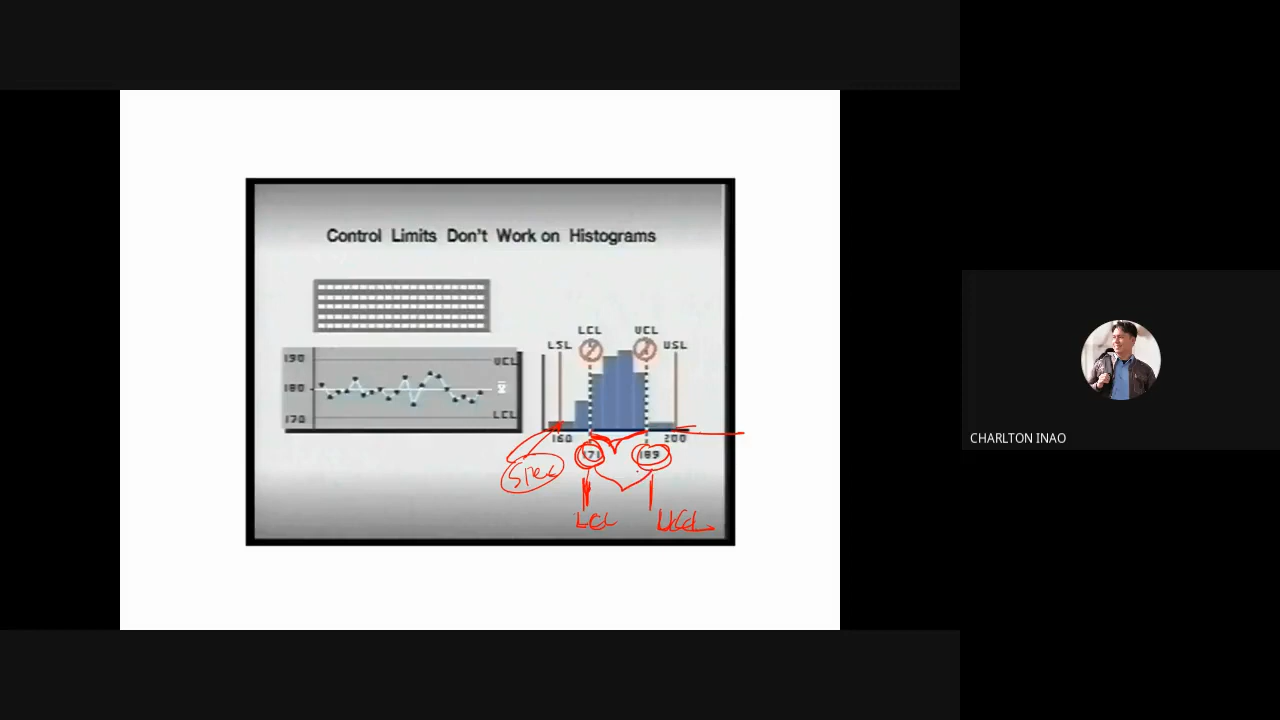 Control Limits Don't Work on Histograms
190
UCL
180
X
LCL
170
LCL
UCL
LSL
USL
160
200
171
189
Spec
LCL
UCL
CHARLTON INAO